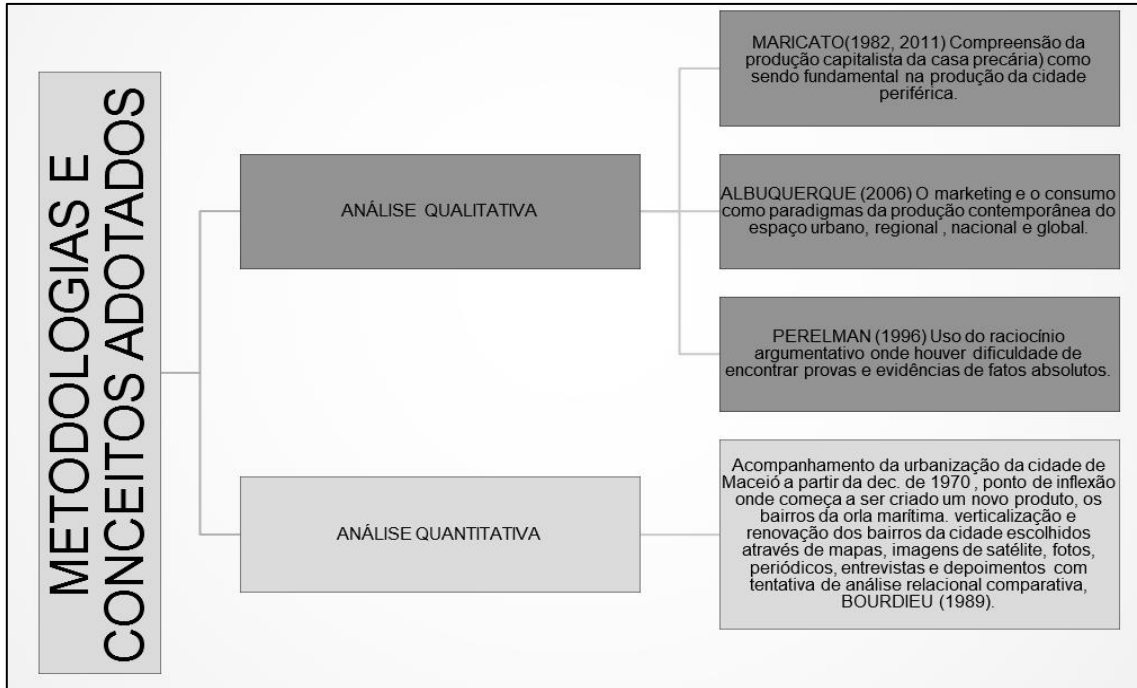 METODOLOGIAS E
CONCEITOS ADOTADOS
ANÁLISE QUALITATIVA
MARICATO(1982, 2011) Compreensão da
produção capitalista da casa precária) como
sendo fundamental na produção da cidade
periférica.
ALBUQUERQUE (2006) O marketing e o consumo
como paradigmas da produção contemporânea do
espaço urbano, regional , nacional e global.
PERELMAN (1996) Uso do raciocínio
argumentativo onde houver dificuldade de
encontrar provas e evidências de fatos absolutos.
ANÁLISE QUANTITATIVA
Acompanhamento da urbanização da cidade de
Maceió a partir da dec. de 1970 , ponto de inflexão
onde começa a ser criado um novo produto, os
bairros da orla marítima. verticalização e
renovação dos bairros da cidade escolhidos
através de mapas, imagens de satélite, fotos,
periódicos, entrevistas e depoimentos com
tentativa de análise relacional comparativa,
BOURDIEU (1989).